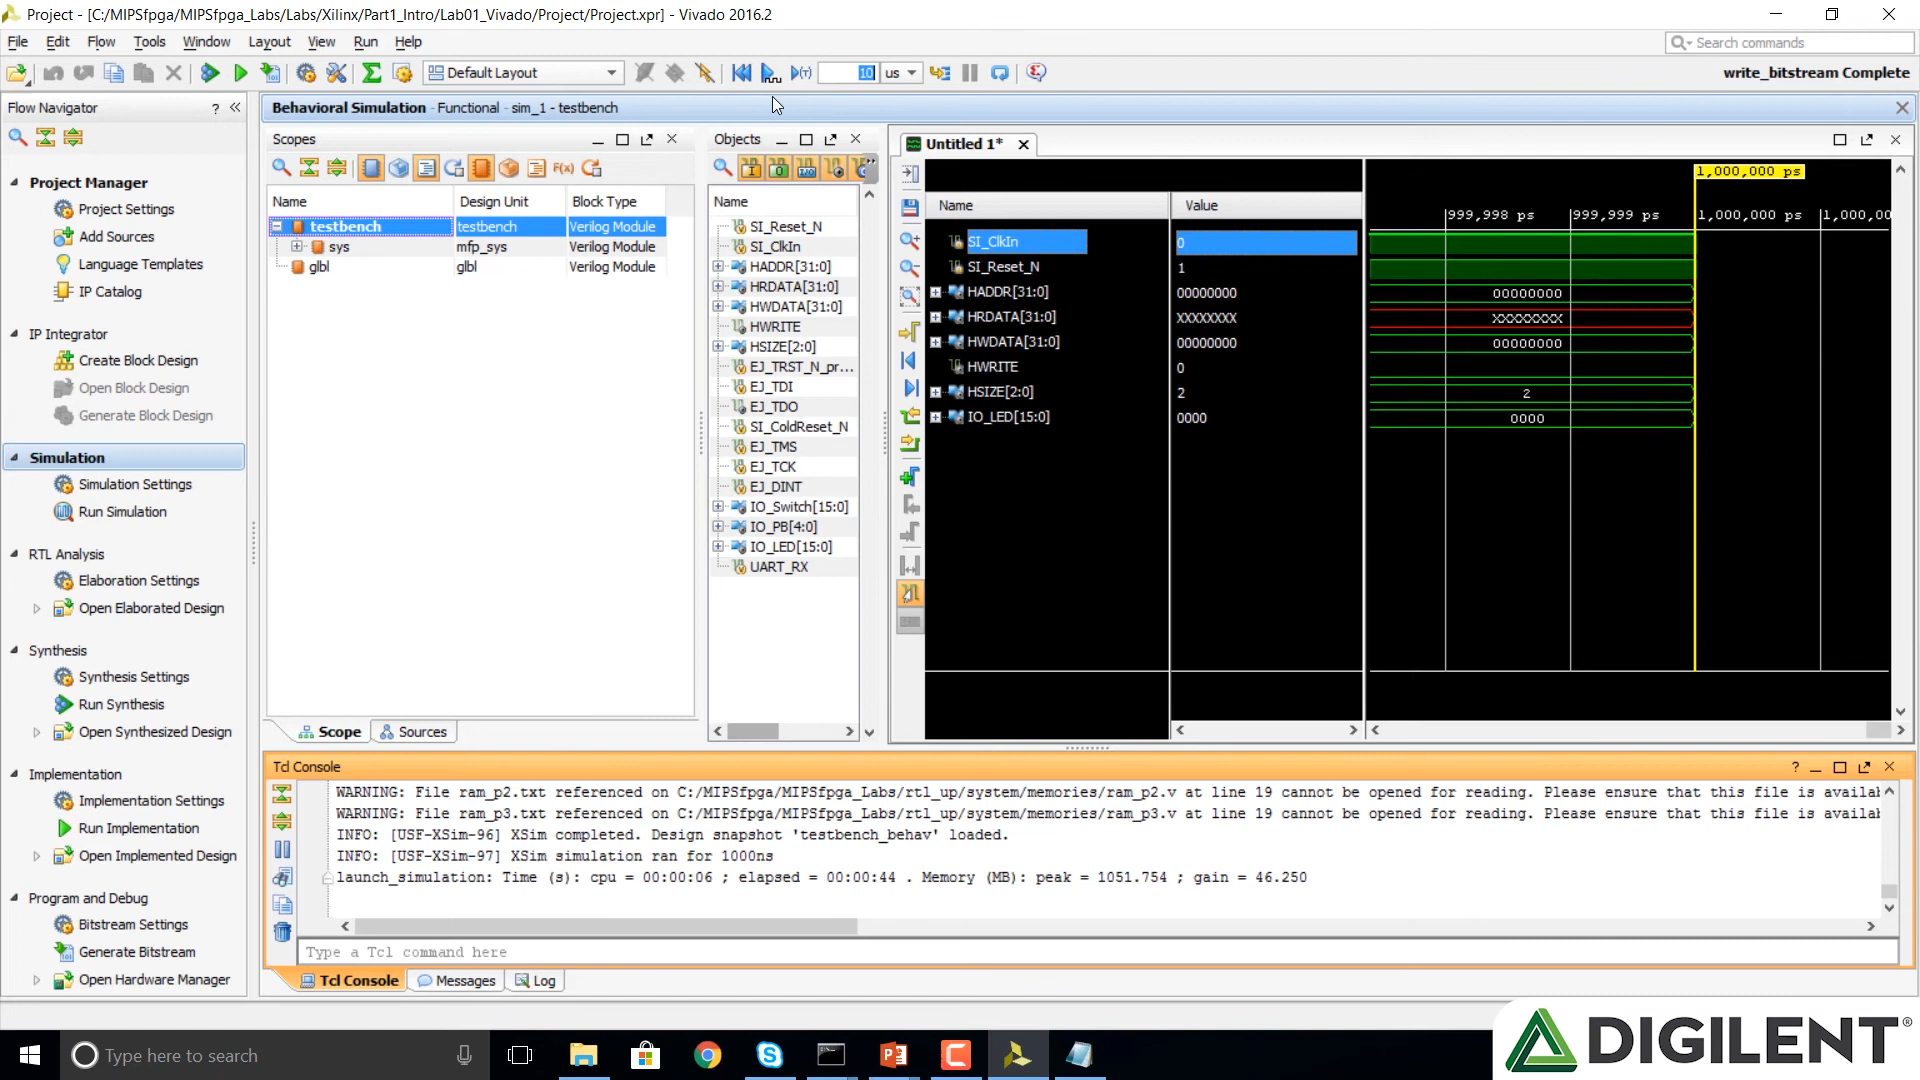 Project - [C:/MIPSfpga/MIPSfpga_Labs/Labs/Xilinx/Part1_Intro/Lab01_Vivado/Project/Project.xpr] - Vivado 2016.2
File Edit Flow Tools Window Layout View Run Help
Search commands
Default Layout
10 us
write_bitstream Complete
Flow Navigator
Project Manager
Project Settings
Add Sources
Language Templates
IP Catalog
IP Integrator
Create Block Design
Open Block Design
Generate Block Design
Simulation
Simulation Settings
Run Simulation
RTL Analysis
Elaboration Settings
Open Elaborated Design
Synthesis
Synthesis Settings
Run Synthesis
Open Synthesized Design
Implementation
Implementation Settings
Run Implementation
Open Implemented Design
Program and Debug
Bitstream Settings
Generate Bitstream
Open Hardware Manager
Behavioral Simulation - Functional - sim_1 - testbench
Scopes
F(x)
Name Design Unit Block Type
testbench testbench Verilog Module
sys mfp_sys Verilog Module
glbl glbl Verilog Module
Scope Sources
Objects
Name
SI_Reset_N
SI_ClkIn
HADDR[31:0]
HRDATA[31:0]
HWDATA[31:0]
HWRITE
HSIZE[2:0]
EJ_TRST_N_pr...
EJ_TDI
EJ_TDO
SI_ColdReset_N
EJ_TMS
EJ_TCK
EJ_DINT
IO_Switch[15:0]
IO_PB[4:0]
IO_LED[15:0]
UART_RX
Untitled 1*
1,000,000 ps
Name Value
999,998 ps 999,999 ps 1,000,000 ps 1,000,00
SI_ClkIn 0
SI_Reset_N 1
HADDR[31:0] 00000000 00000000
HRDATA[31:0] XXXXXXXX XXXXXXXX
HWDATA[31:0] 00000000 00000000
HWRITE 0
HSIZE[2:0] 2 2
IO_LED[15:0] 0000 0000
Tcl Console
WARNING: File ram_p2.txt referenced on C:/MIPSfpga/MIPSfpga_Labs/rtl_up/system/memories/ram_p2.v at line 19 cannot be opened for reading. Please ensure that this file is availal
WARNING: File ram_p3.txt referenced on C:/MIPSfpga/MIPSfpga_Labs/rtl_up/system/memories/ram_p3.v at line 19 cannot be opened for reading. Please ensure that this file is availal
INFO: [USF-XSim-96] XSim completed. Design snapshot 'testbench_behav' loaded.
INFO: [USF-XSim-97] XSim simulation ran for 1000ns
launch_simulation: Time (s): cpu = 00:00:06 ; elapsed = 00:00:44 . Memory (MB): peak = 1051.754 ; gain = 46.250
Type a Tcl command here
Tcl Console Messages Log
Type here to search
DIGILENT®